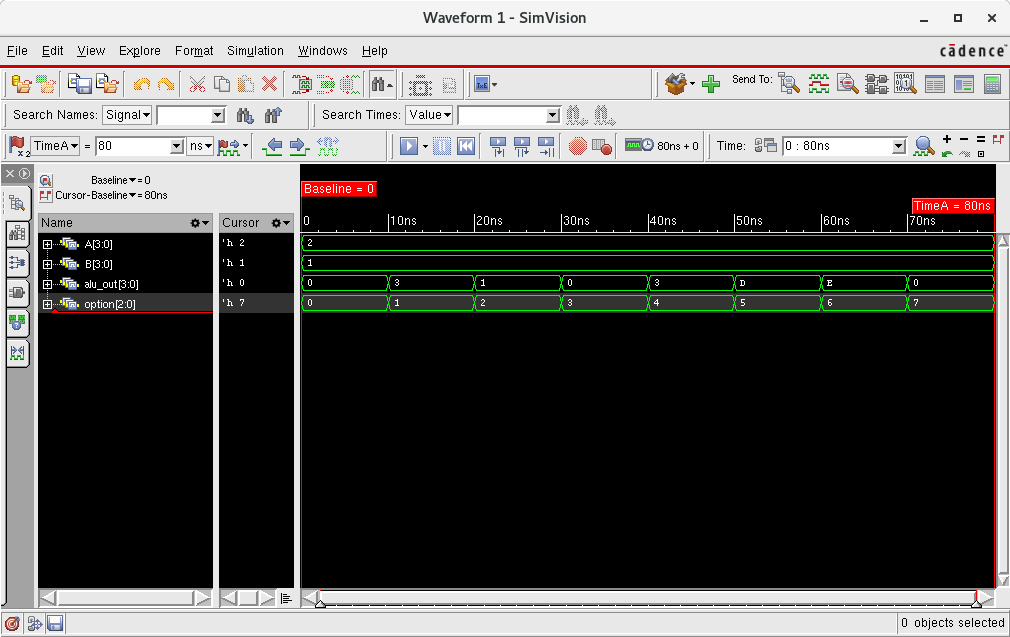 Waveform 1 - SimVision
File Edit View Explore Format Simulation Windows Help cādence
Send To:
Search Names: Signal Search Times: Value
x2 TimeA = 80 ns 80ns + 0 Time: 0 : 80ns
Baseline = 0
Cursor-Baseline = 80ns
Baseline = 0
TimeA = 80ns
Name Cursor 0 10ns 20ns 30ns 40ns 50ns 60ns 70ns
A[3:0] 'h 2 2
B[3:0] 'h 1 1
alu_out[3:0] 'h 0 0 3 1 0 3 D E 0
option[2:0] 'h 7 0 1 2 3 4 5 6 7
0 objects selected